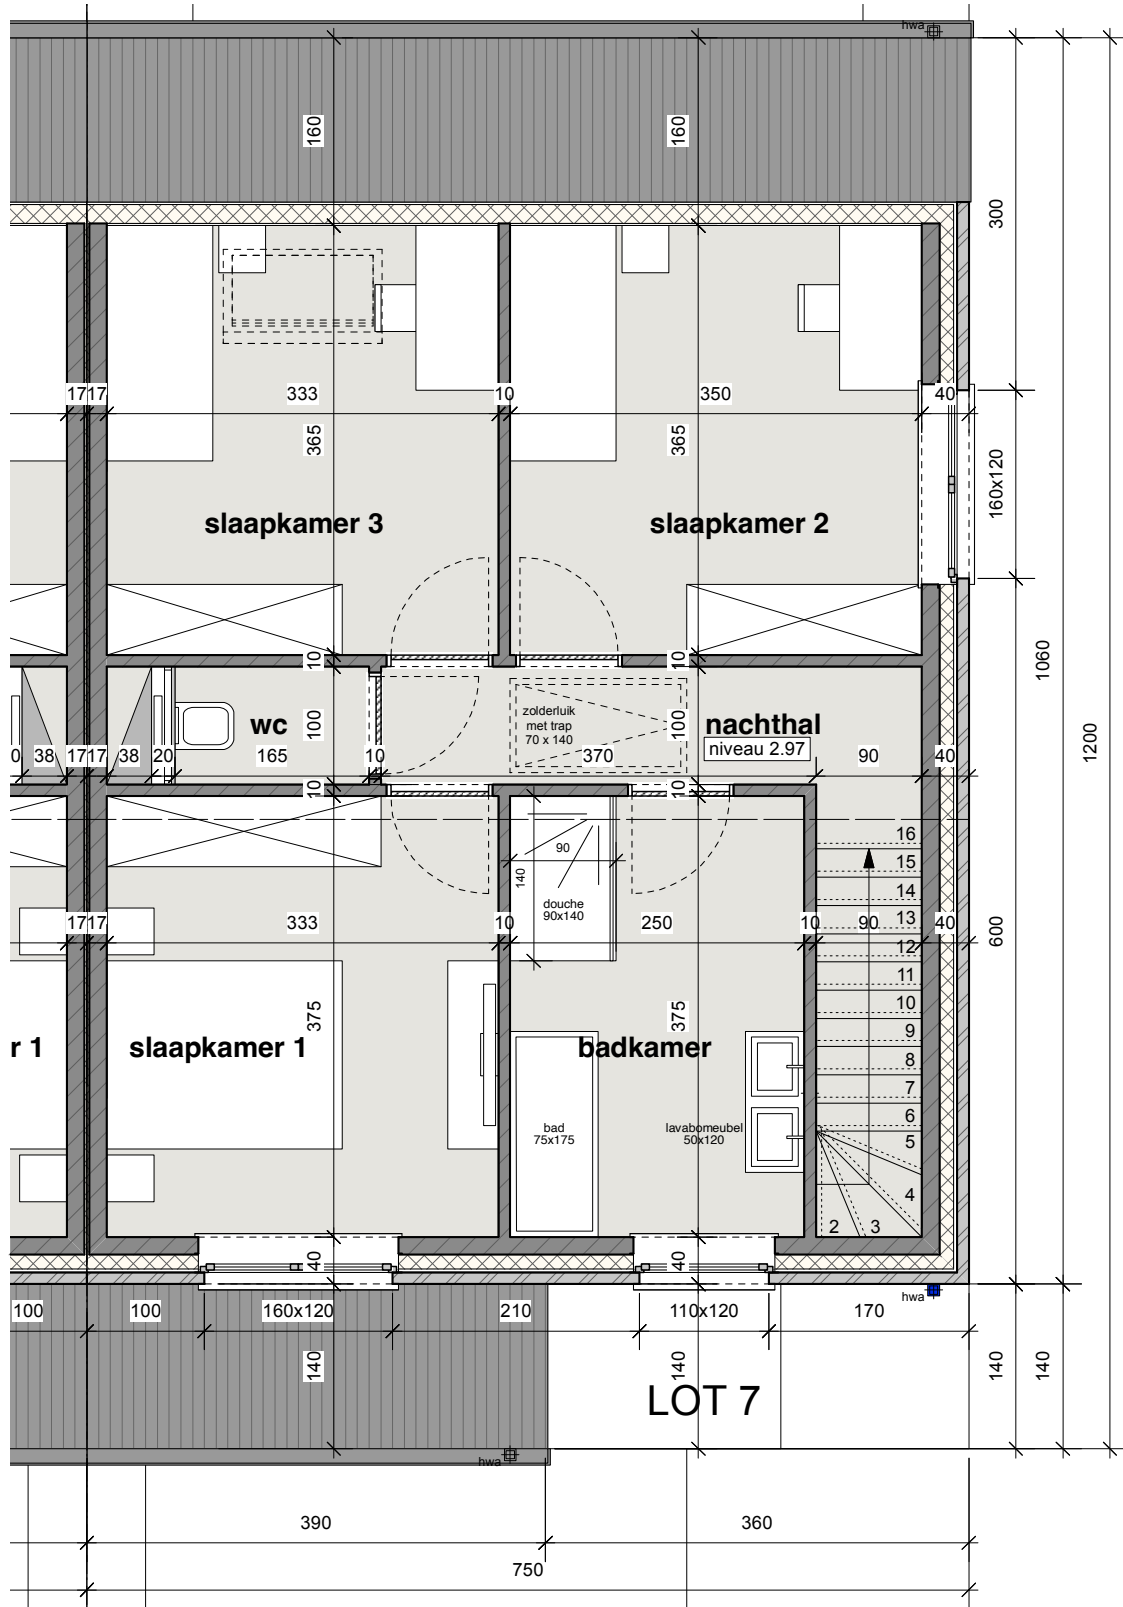 hwa
160
160
300
17
17
333
10
350
40
365
365
160x120
slaapkamer 3
slaapkamer 2
10
10
1060
1200
wc
100
zolderluik
met trap
70 x 140
100
nachthal
niveau 2.97
0
38
17
17
38
20
165
10
370
90
40
10
10
16
15
14
13
12
11
10
9
8
7
6
5
4
3
2
90
140
douche
90x140
17
17
333
10
250
10
90
40
600
375
375
r 1
slaapkamer 1
badkamer
bad
75x175
lavabomeubel
50x120
40
40
hwa
100
100
160x120
210
110x120
170
140
140
140
140
LOT 7
hwa
390
360
750